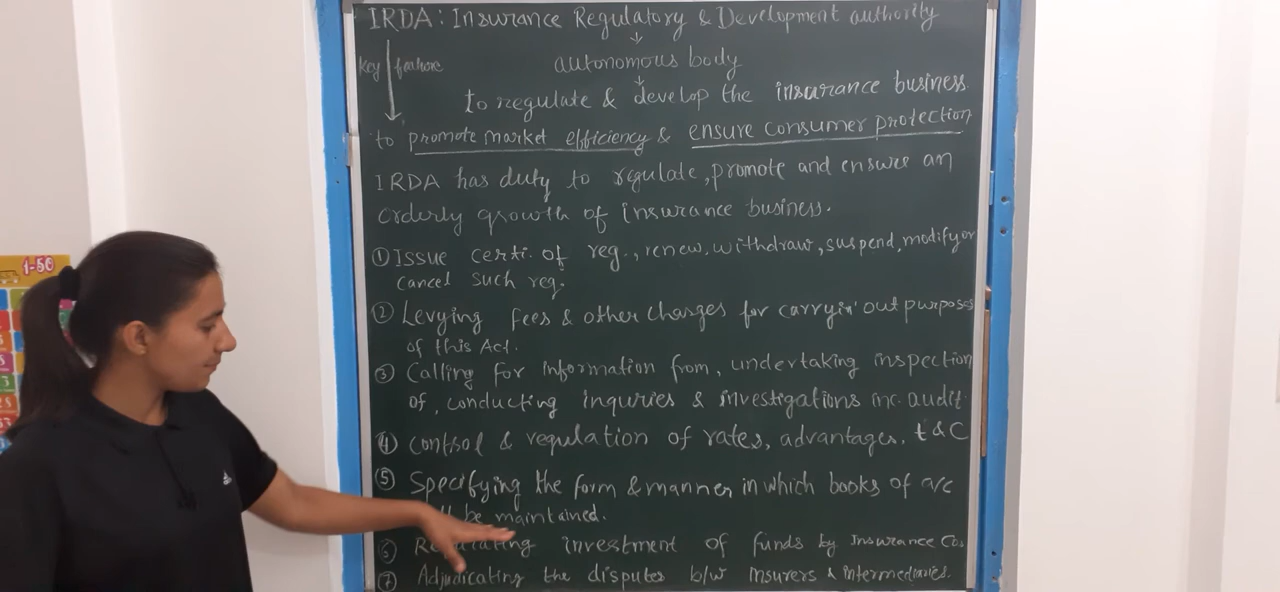 IRDA : Insurance Regulatory & Development authority
key feature
autonomous body
to regulate & develop the insurance business
to promote market efficiency & ensure consumer protection
IRDA has duty to regulate, promote and ensure an
orderly growth of insurance business.
① Issue certi. of reg., renew, withdraw, suspend, modify or
cancel such reg.
② Levying fees & other charges for carryin' out purposes
of this Act.
③ Calling for information from, undertaking inspection
of, conducting inquries & investigations inc. audit.
④ control & regulation of rates, advantages, t & C
⑤ Specifying the form & manner in which books of a/c
be maintained.
⑥ investment of funds by Insurance Cos
⑦ Adjudicating the disputes b/w Insurers & intermediaries.
1-50